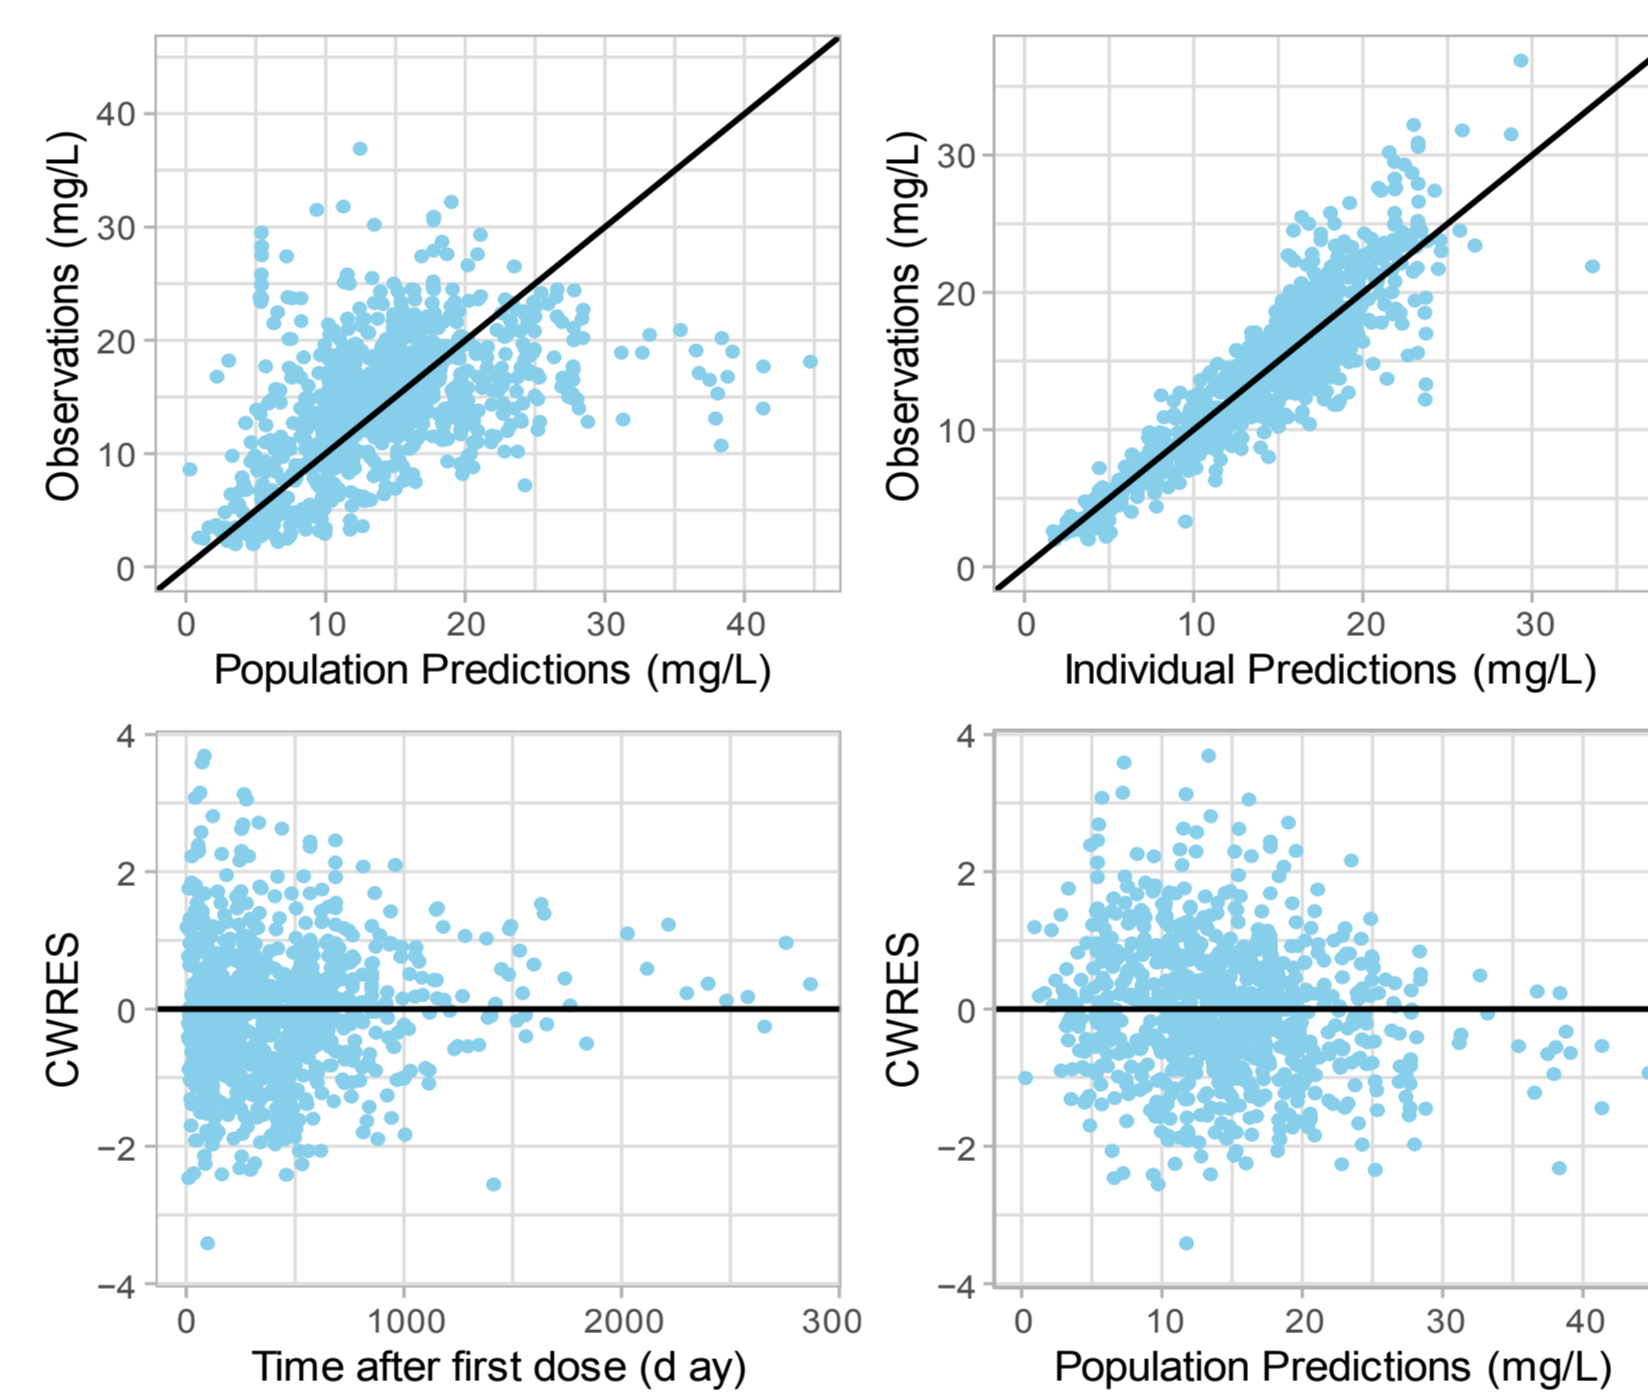 Observations (mg/L)
40
30
20
10
0
0 10 20 30 40
Population Predictions (mg/L)
Observations (mg/L)
30
20
10
0
0 10 20 30
Individual Predictions (mg/L)
CWRES
4
2
0
−2
−4
0 1000 2000 300
Time after first dose (d ay)
CWRES
4
2
0
−2
−4
0 10 20 30 40
Population Predictions (mg/L)